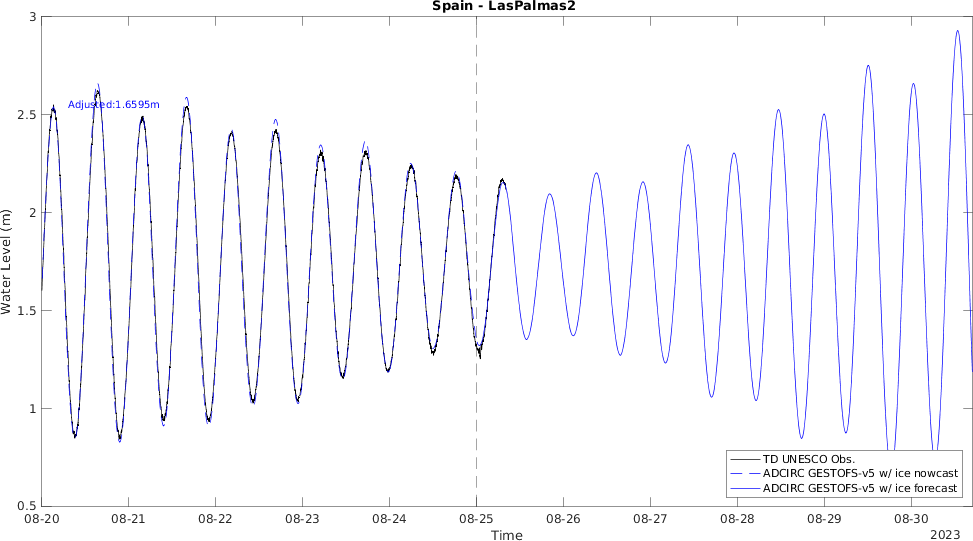 Spain - LasPalmas2
3
2.5
2
1.5
1
0.5
Water Level (m)
Adjusted:1.6595m
TD UNESCO Obs.
ADCIRC GESTOFS-v5 w/ ice nowcast
ADCIRC GESTOFS-v5 w/ ice forecast
08-20 08-21 08-22 08-23 08-24 08-25 08-26 08-27 08-28 08-29 08-30
Time
2023